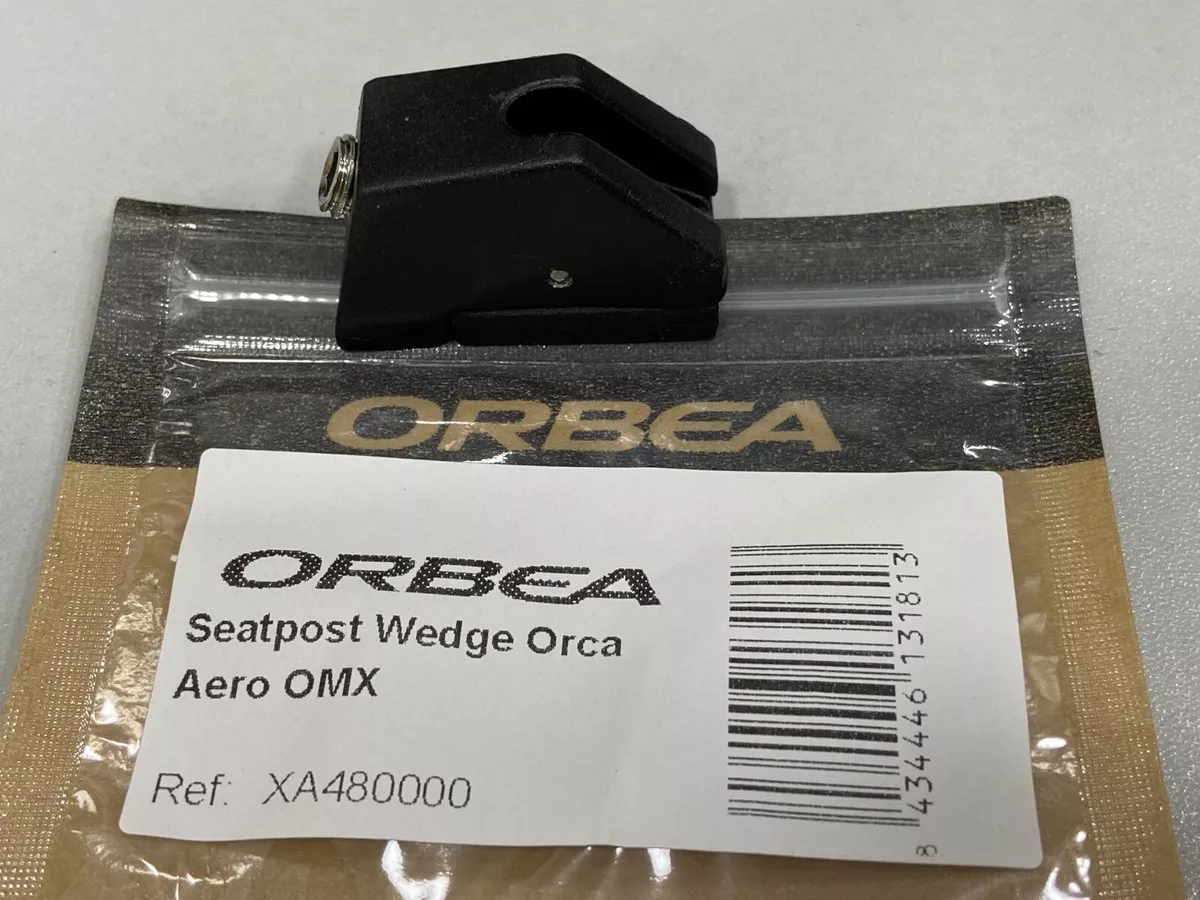 ORBEA
ORBEA
Seatpost Wedge Orca
Aero OMX
Ref: XA480000
8 434446 131813